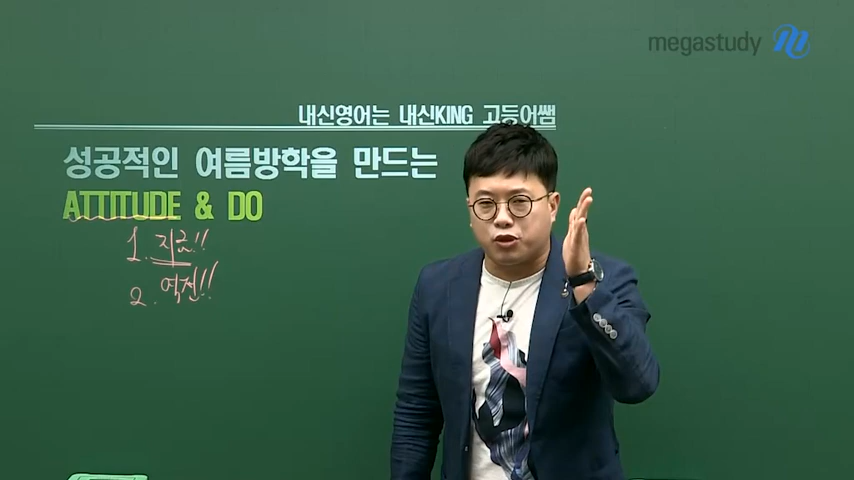 megastudy
내신영어는 내신KING 고등어쌤
성공적인 여름방학을 만드는
ATTITUDE & DO
1. 지금!!
2. 역전!!